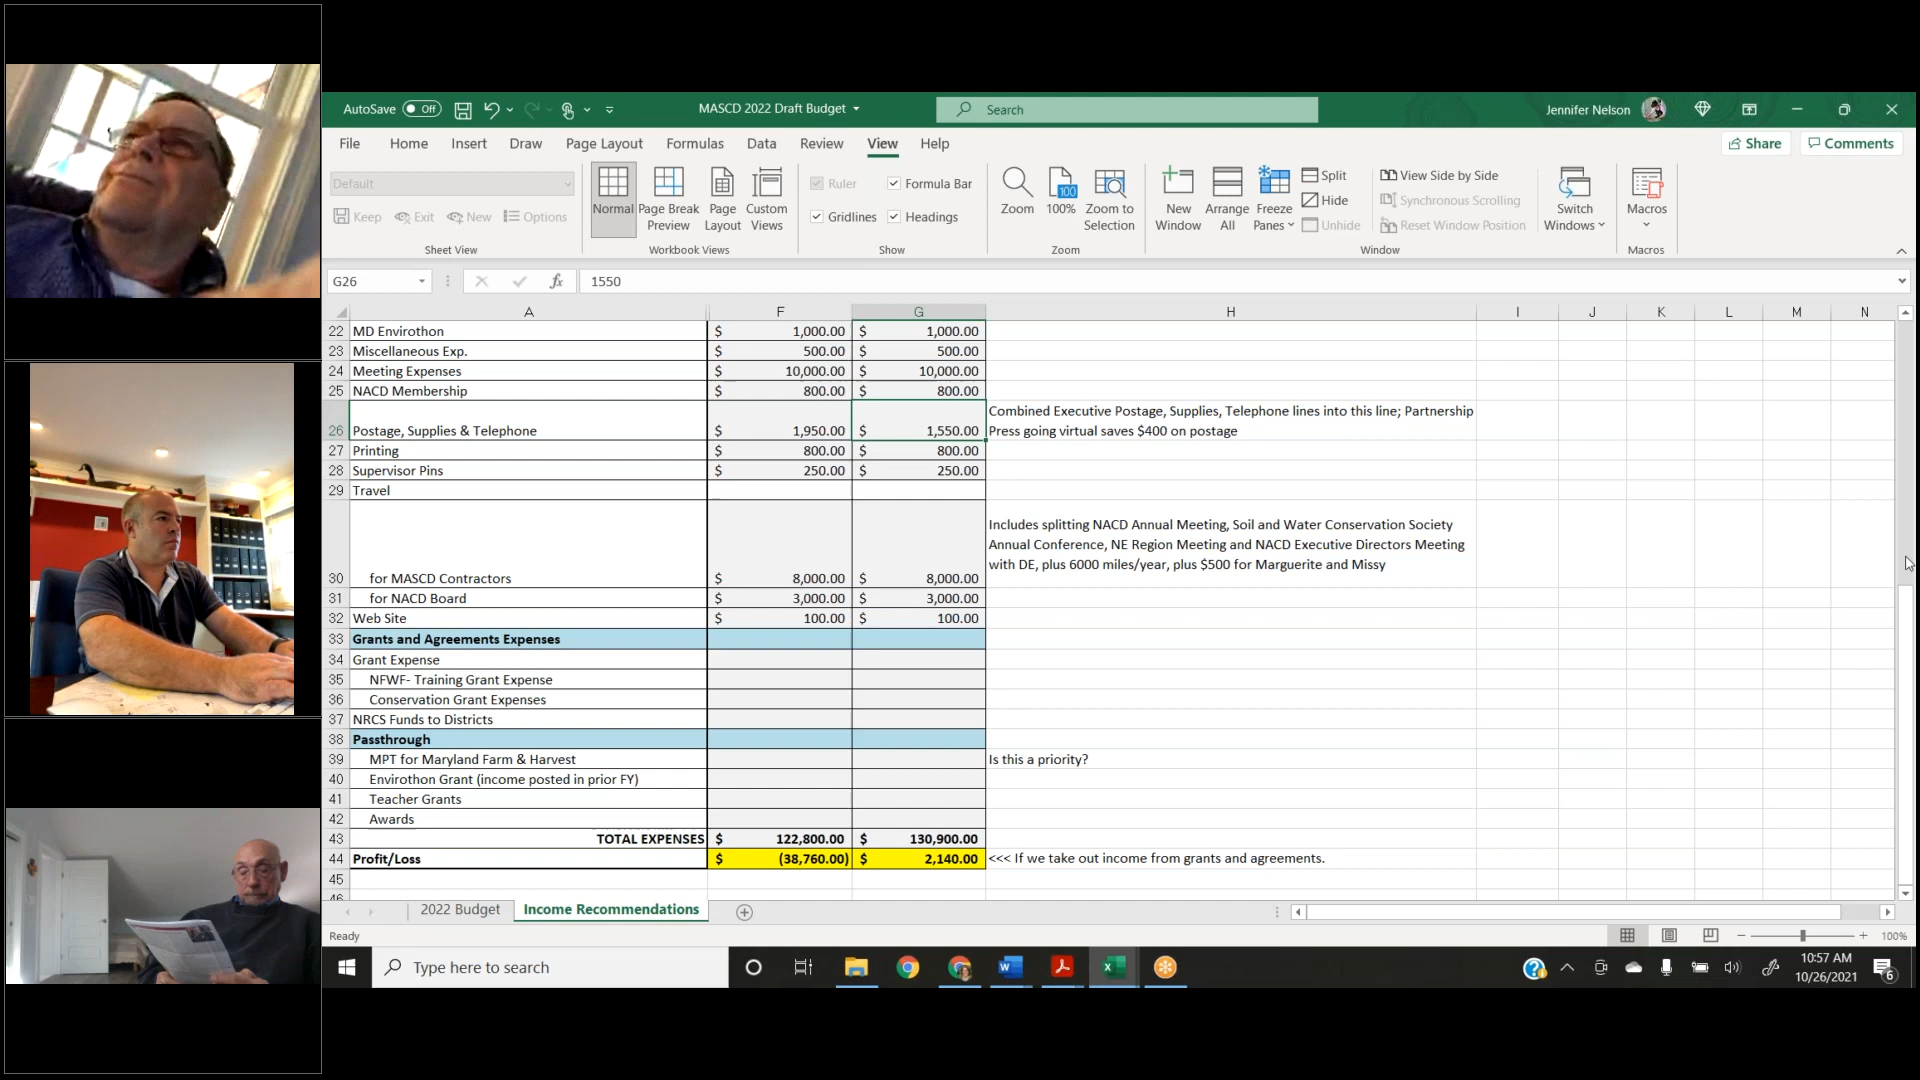 AutoSave Off MASCD 2022 Draft Budget Search Jennifer Nelson
File Home Insert Draw Page Layout Formulas Data Review View Help Share Comments
Default
Keep Exit New Options
Sheet View
Normal Page Break Preview Page Layout Custom Views
Workbook Views
Ruler Formula Bar
Gridlines Headings
Show
Zoom 100% Zoom to Selection
Zoom
New Window Arrange All Freeze Panes
Split
Hide
Unhide
View Side by Side
Synchronous Scrolling
Reset Window Position
Switch Windows
Window
Macros
Macros
G26 fx 1550
A F G H I J K L M N
22 MD Envirothon $ 1,000.00 $ 1,000.00
23 Miscellaneous Exp. $ 500.00 $ 500.00
24 Meeting Expenses $ 10,000.00 $ 10,000.00
25 NACD Membership $ 800.00 $ 800.00
Combined Executive Postage, Supplies, Telephone lines into this line; Partnership
26 Postage, Supplies & Telephone $ 1,950.00 $ 1,550.00 Press going virtual saves $400 on postage
27 Printing $ 800.00 $ 800.00
28 Supervisor Pins $ 250.00 $ 250.00
29 Travel
Includes splitting NACD Annual Meeting, Soil and Water Conservation Society
Annual Conference, NE Region Meeting and NACD Executive Directors Meeting
with DE, plus 6000 miles/year, plus $500 for Marguerite and Missy
30 for MASCD Contractors $ 8,000.00 $ 8,000.00
31 for NACD Board $ 3,000.00 $ 3,000.00
32 Web Site $ 100.00 $ 100.00
33 Grants and Agreements Expenses
34 Grant Expense
35 NFWF- Training Grant Expense
36 Conservation Grant Expenses
37 NRCS Funds to Districts
38 Passthrough
39 MPT for Maryland Farm & Harvest Is this a priority?
40 Envirothon Grant (income posted in prior FY)
41 Teacher Grants
42 Awards
43 TOTAL EXPENSES $ 122,800.00 $ 130,900.00
44 Profit/Loss $ (38,760.00) $ 2,140.00 <<< If we take out income from grants and agreements.
45
46
2022 Budget Income Recommendations
Ready 100%
Type here to search 10:57 AM
10/26/2021 6